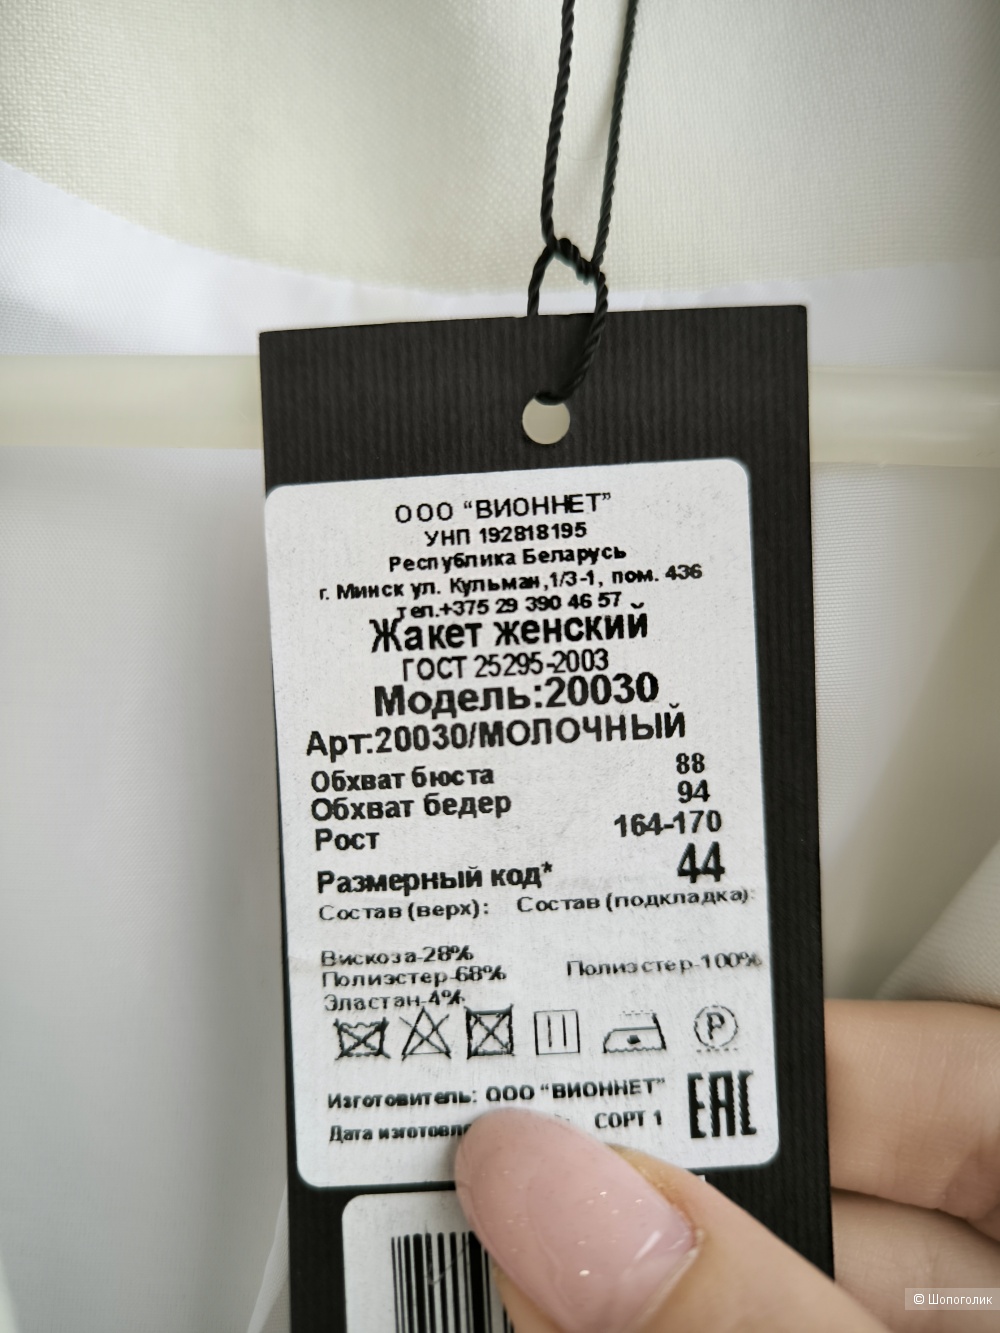 ООО “ВИОННЕТ”
УНП 192818195
Республика Беларусь
г. Минск ул. Кульман,1/3-1, пом. 436
тел.+375 29 390 46 57
Жакет женский
ГОСТ 25295-2003
Модель:20030
Арт:20030/МОЛОЧНЫЙ
Обхват бюста 88
Обхват бедер 94
Рост 164-170
Размерный код* 44
Состав (верх): Состав (подкладка):
Вискоза-28%
Полиэстер-68% Полиэстер-100%
Эластан-4%
P
Изготовитель: ООО “ВИОННЕТ”
Дата СОРТ 1
EAC
© Шопоголик